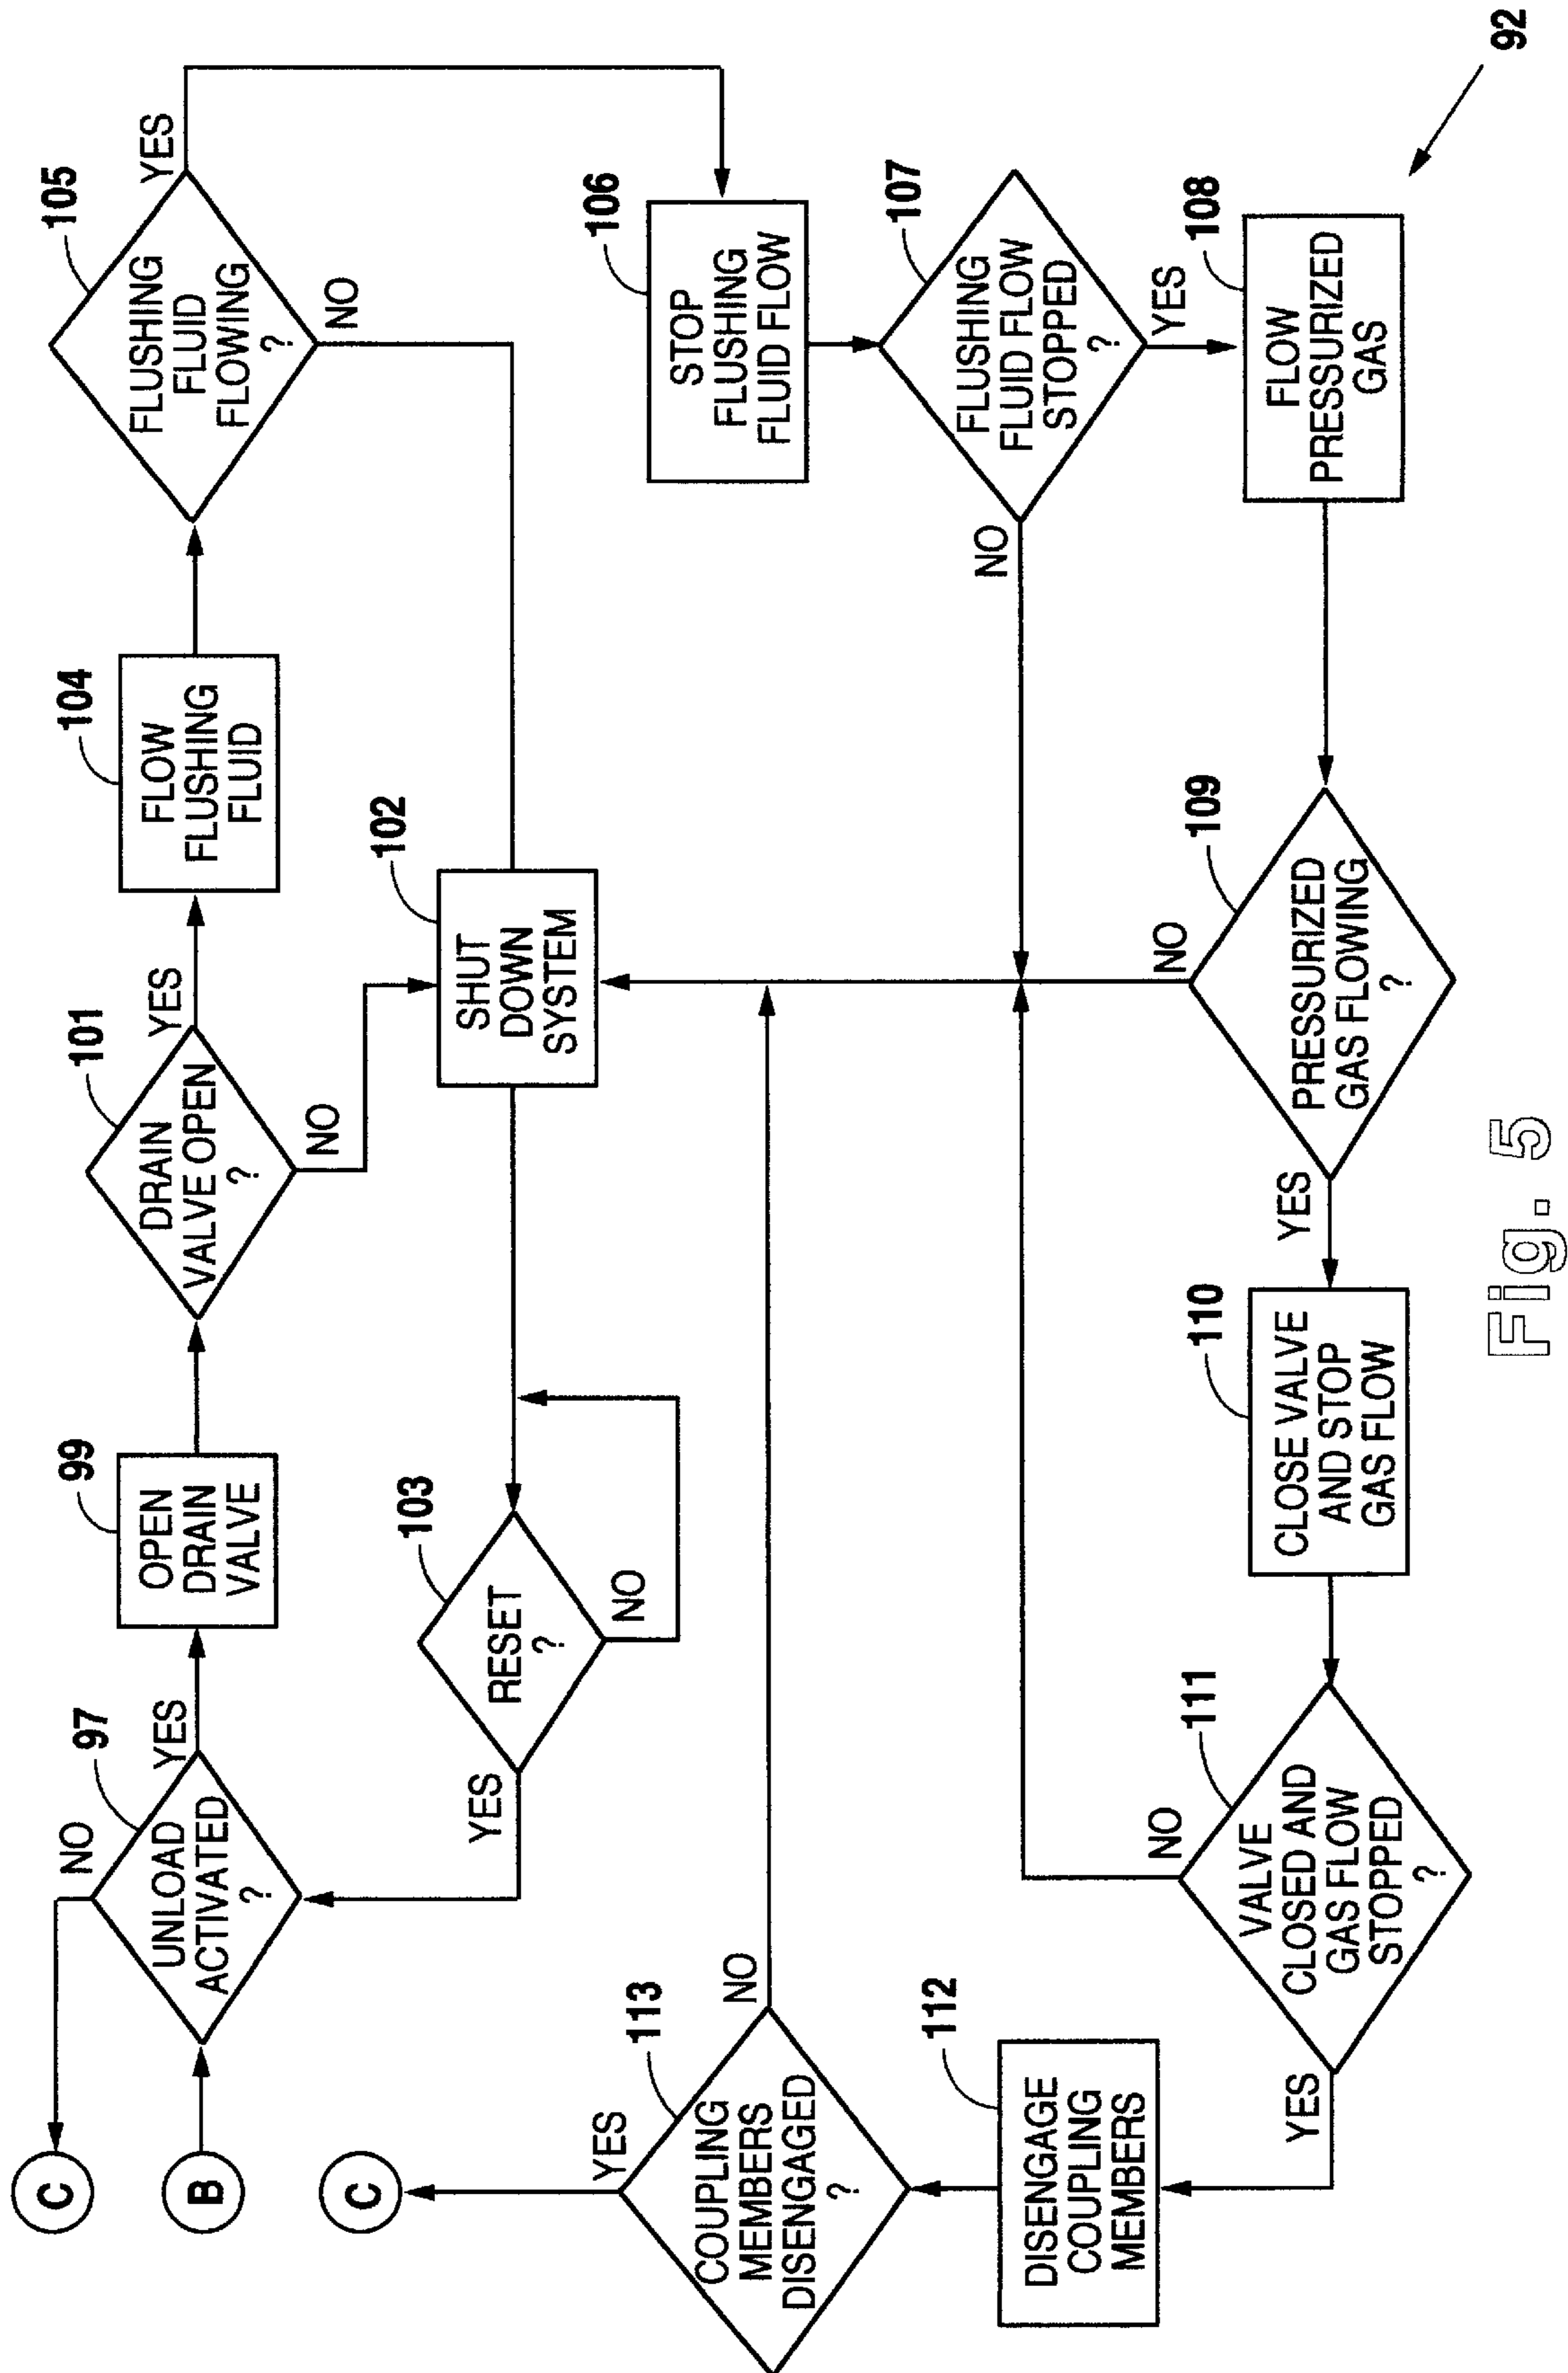 C
B
NO
97
UNLOAD
ACTIVATED
?
YES
99
OPEN
DRAIN
VALVE
101
DRAIN
VALVE OPEN
?
YES
NO
104
FLOW
FLUSHING
FLUID
105
FLUSHING
FLUID
FLOWING
?
YES
NO
102
SHUT
DOWN
SYSTEM
103
RESET
?
YES
NO
106
STOP
FLUSHING
FLUID FLOW
107
FLUSHING
FLUID FLOW
STOPPED
?
NO
YES
108
FLOW
PRESSURIZED
GAS
109
PRESSURIZED
GAS FLOWING
?
NO
YES
110
CLOSE VALVE
AND STOP
GAS FLOW
111
VALVE
CLOSED AND
GAS FLOW
STOPPED
?
NO
YES
112
DISENGAGE
COUPLING
MEMBERS
113
COUPLING
MEMBERS
DISENGAGED
?
NO
YES
C
92
Fig. 5